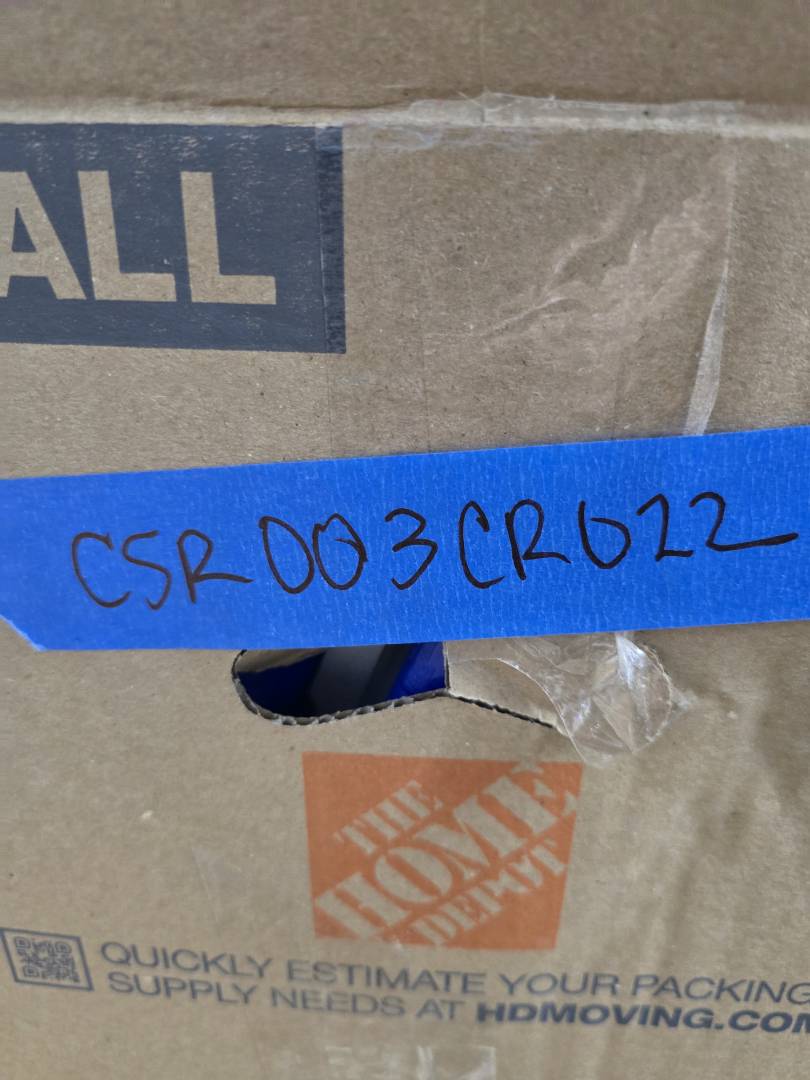 ALL
CSR003CR022
THE
HOME
DEPOT
QUICKLY ESTIMATE YOUR PACKING
SUPPLY NEEDS AT HDMOVING.COM